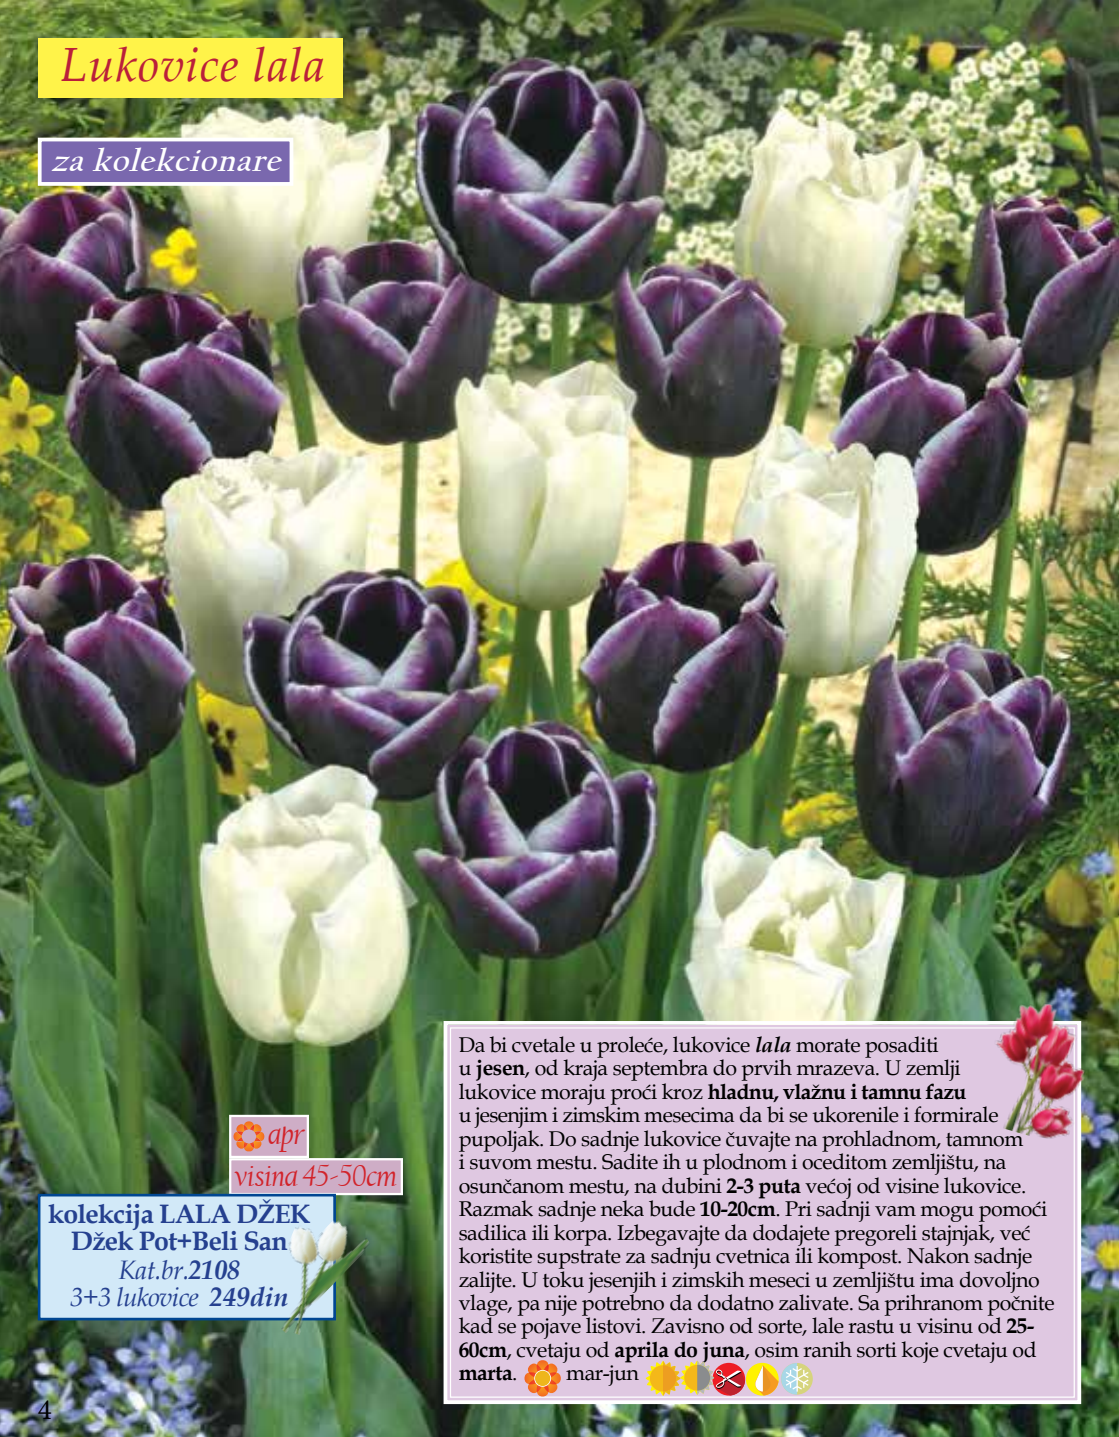 Lukovice lala
za kolekcionare
Da bi cvetale u proleće, lukovice lala morate posaditi
u jesen, od kraja septembra do prvih mrazeva. U zemlji
lukovice moraju proći kroz hladnu, vlažnu i tamnu fazu
u jesenjim i zimskim mesecima da bi se ukorenile i formirale
pupoljak. Do sadnje lukovice čuvajte na prohladnom, tamnom
i suvom mestu. Sadite ih u plodnom i oceditom zemljištu, na
osunčanom mestu, na dubini 2-3 puta većoj od visine lukovice.
Razmak sadnje neka bude 10-20cm. Pri sadnji vam mogu pomoći
sadilica ili korpa. Izbegavajte da dodajete pregoreli stajnjak, već
koristite supstrate za sadnju cvetnica ili kompost. Nakon sadnje
zalijte. U toku jesenjih i zimskih meseci u zemljištu ima dovoljno
vlage, pa nije potrebno da dodatno zalivate. Sa prihranom počnite
kad se pojave listovi. Zavisno od sorte, lale rastu u visinu od 25-
60cm, cvetaju od aprila do juna, osim ranih sorti koje cvetaju od
marta. mar-jun
apr
visina 45-50cm
kolekcija LALA DŽEK
Džek Pot+Beli San
Kat.br.2108
3+3 lukovice 249din
4